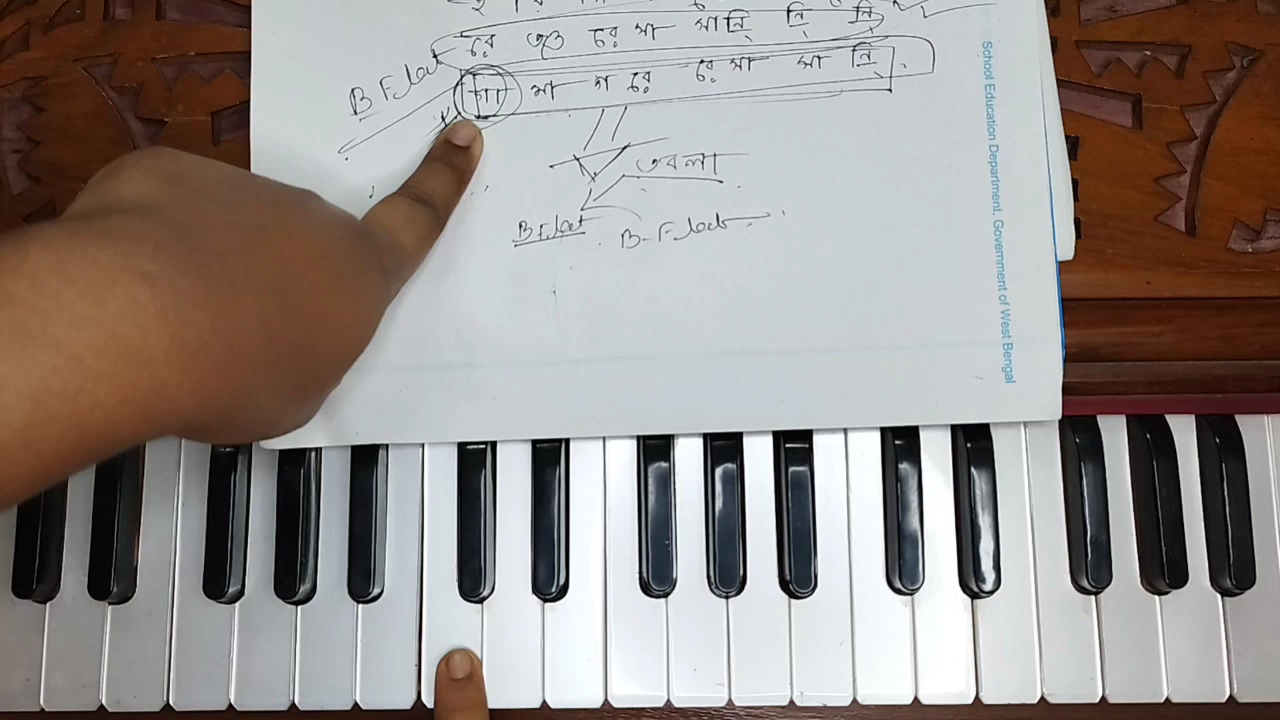 রে জ্ঞ রে সা সানি্ নি্ নি্
B Flat
পা মা গ রে রে সা সা নি্
তবলা
B Flat B-Flat
School Education Department, Government of West Bengal